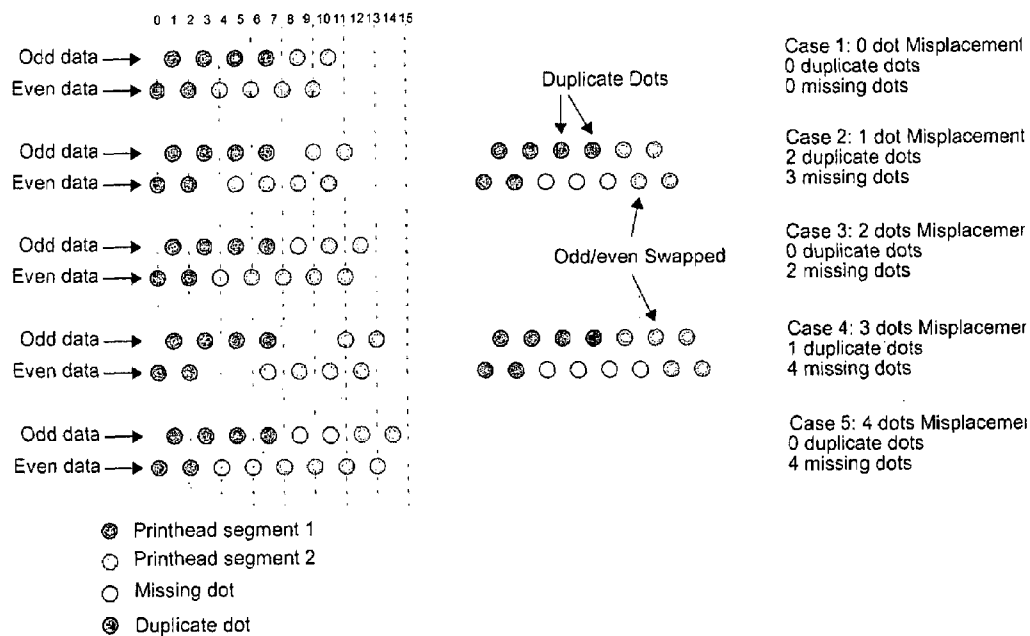 0 1 2 3 4 5 6 7 8 9 10 11 12 13 14 15
Odd data
Even data
Odd data
Even data
Odd data
Even data
Odd data
Even data
Odd data
Even data
Duplicate Dots
Odd/even Swapped
Case 1: 0 dot Misplacement
0 duplicate dots
0 missing dots
Case 2: 1 dot Misplacement
2 duplicate dots
3 missing dots
Case 3: 2 dots Misplacemer
0 duplicate dots
2 missing dots
Case 4: 3 dots Misplacemer
1 duplicate dots
4 missing dots
Case 5: 4 dots Misplacemer
0 duplicate dots
4 missing dots
Printhead segment 1
Printhead segment 2
Missing dot
Duplicate dot